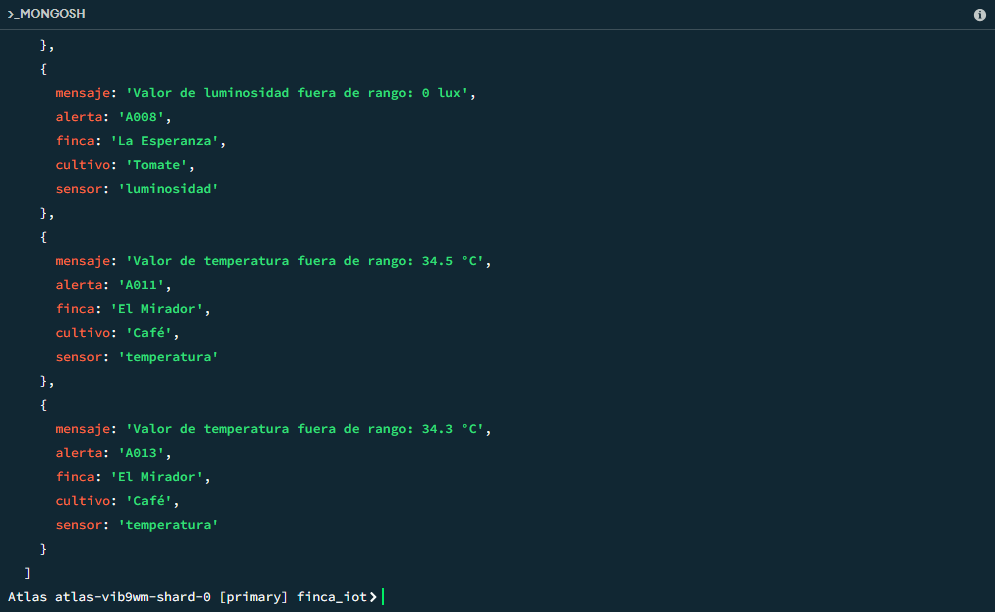 >_MONGOSH
},
{
mensaje: 'Valor de luminosidad fuera de rango: 0 lux',
alerta: 'A008',
finca: 'La Esperanza',
cultivo: 'Tomate',
sensor: 'luminosidad'
},
{
mensaje: 'Valor de temperatura fuera de rango: 34.5 °C',
alerta: 'A011',
finca: 'El Mirador',
cultivo: 'Café',
sensor: 'temperatura'
},
{
mensaje: 'Valor de temperatura fuera de rango: 34.3 °C',
alerta: 'A013',
finca: 'El Mirador',
cultivo: 'Café',
sensor: 'temperatura'
}
]
Atlas atlas-vib9wm-shard-0 [primary] finca_iot>